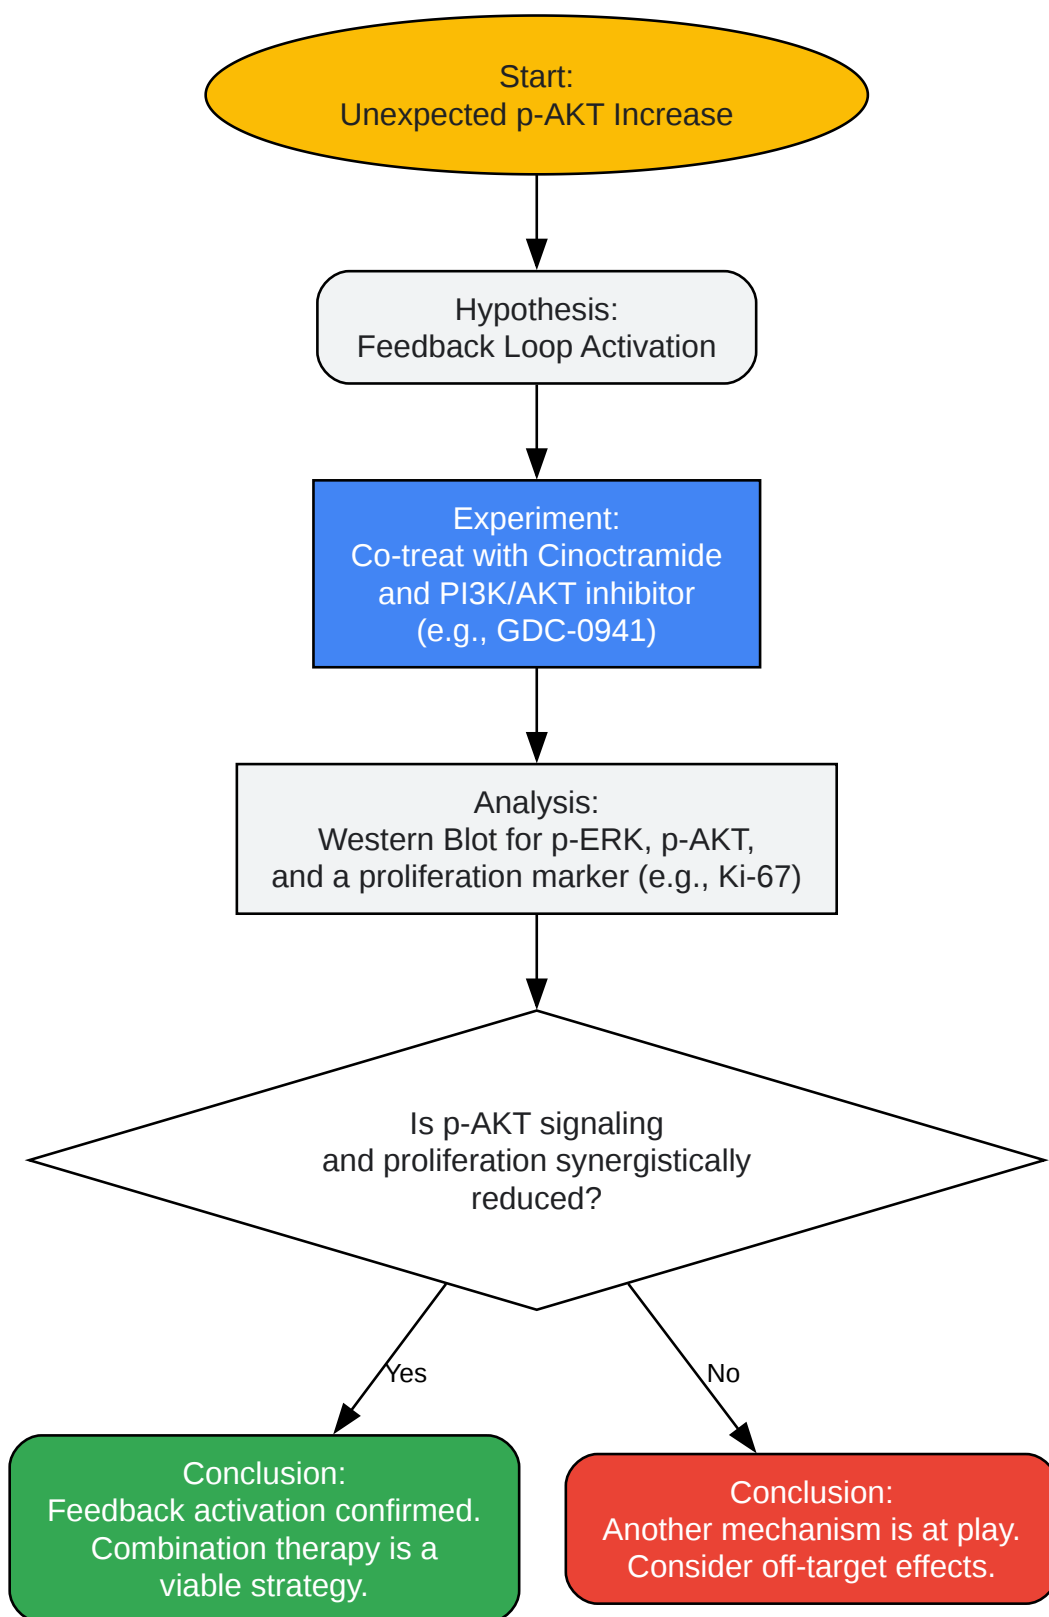 Start:
Unexpected p-AKT Increase
Hypothesis:
Feedback Loop Activation
Experiment:
Co-treat with Cinoctramide
and PI3K/AKT inhibitor
(e.g., GDC-0941)
Analysis:
Western Blot for p-ERK, p-AKT,
and a proliferation marker (e.g., Ki-67)
Is p-AKT signaling
and proliferation synergistically
reduced?
Yes
No
Conclusion:
Feedback activation confirmed.
Combination therapy is a
viable strategy.
Conclusion:
Another mechanism is at play.
Consider off-target effects.